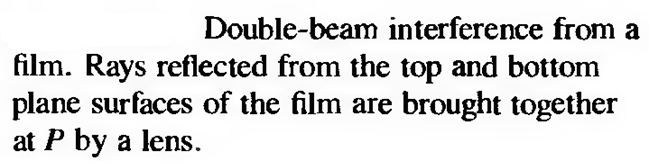 Double-beam interference from a
film. Rays reflected from the top and bottom
plane surfaces of the film are brought together
at P by a lens.